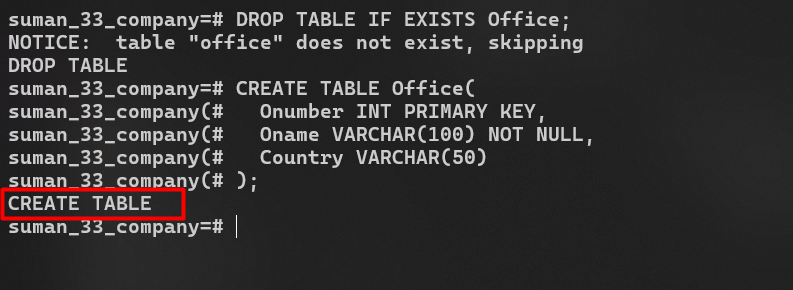 suman_33_company=# DROP TABLE IF EXISTS Office;
NOTICE:  table "office" does not exist, skipping
DROP TABLE
suman_33_company=# CREATE TABLE Office(
suman_33_company(#   Onumber INT PRIMARY KEY,
suman_33_company(#   Oname VARCHAR(100) NOT NULL,
suman_33_company(#   Country VARCHAR(50)
suman_33_company(# );
CREATE TABLE
suman_33_company=#